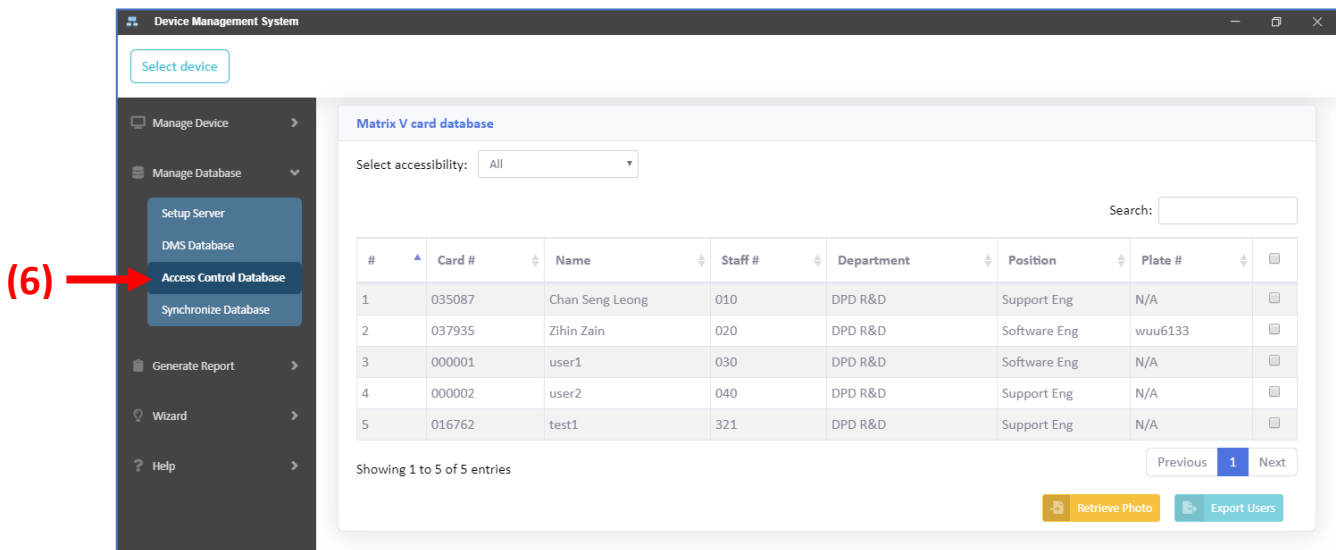 Device Management System
Select device
Manage Device
Manage Database
Setup Server
DMS Database
(6) Access Control Database
Synchronize Database
Generate Report
Wizard
? Help
Matrix V card database
Select accessibility: All
Search:
# Card # Name Staff # Department Position Plate #
1 035087 Chan Seng Leong 010 DPD R&D Support Eng N/A
2 037935 Zihin Zain 020 DPD R&D Software Eng wuu6133
3 000001 user1 030 DPD R&D Software Eng N/A
4 000002 user2 040 DPD R&D Support Eng N/A
5 016762 test1 321 DPD R&D Support Eng N/A
Showing 1 to 5 of 5 entries
Previous 1 Next
Retrieve Photo Export Users